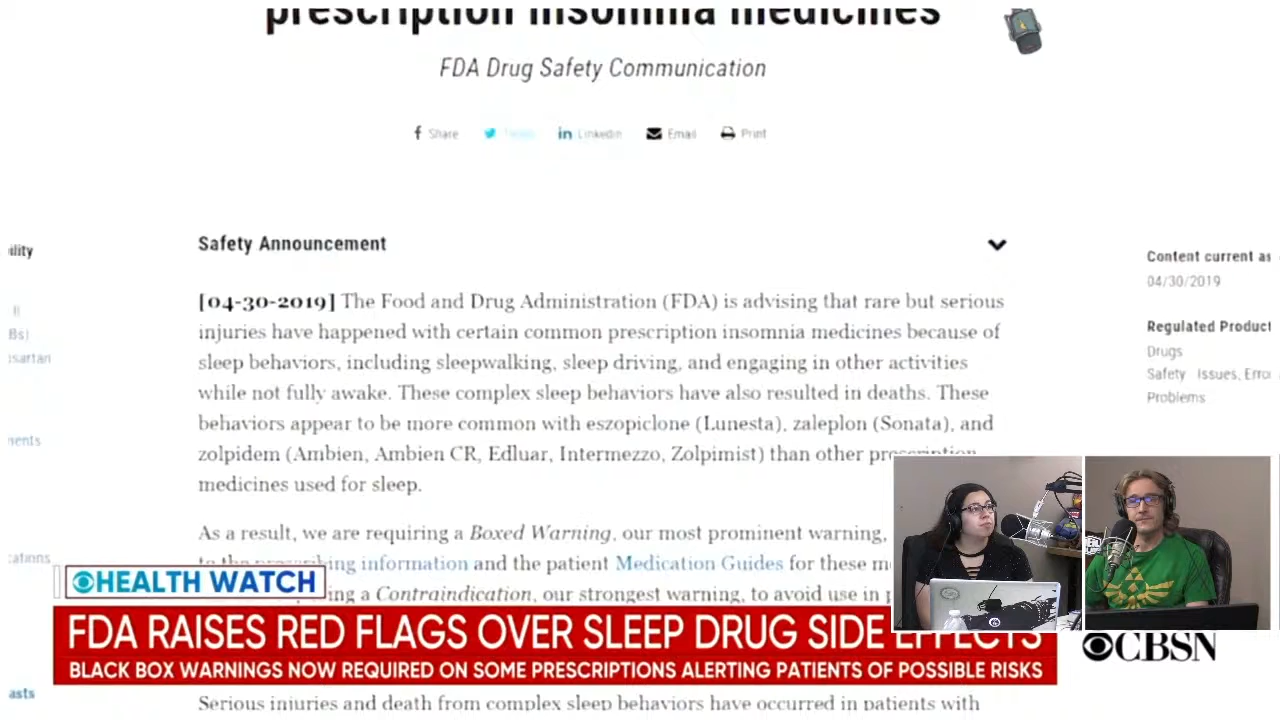 prescription insomnia medicines
FDA Drug Safety Communication
Share
Tweet
in Linkedin
Email
Print
Safety Announcement
[04-30-2019] The Food and Drug Administration (FDA) is advising that rare but serious
injuries have happened with certain common prescription insomnia medicines because of
sleep behaviors, including sleepwalking, sleep driving, and engaging in other activities
while not fully awake. These complex sleep behaviors have also resulted in deaths. These
behaviors appear to be more common with eszopiclone (Lunesta), zaleplon (Sonata), and
zolpidem (Ambien, Ambien CR, Edluar, Intermezzo, Zolpimist) than other prescription
medicines used for sleep.
As a result, we are requiring a Boxed Warning, our most prominent warning,
to the prescribing information and the patient Medication Guides for these
a Contraindication, our strongest warning, to avoid use in
Serious injuries and death from complex sleep behaviors have occurred in patients with
Content current as
04/30/2019
Regulated Product
Drugs
Safety Issues, Erro
Problems
HEALTH WATCH
FDA RAISES RED FLAGS OVER SLEEP DRUG SIDE EFFECTS
BLACK BOX WARNINGS NOW REQUIRED ON SOME PRESCRIPTIONS ALERTING PATIENTS OF POSSIBLE RISKS
CBSN